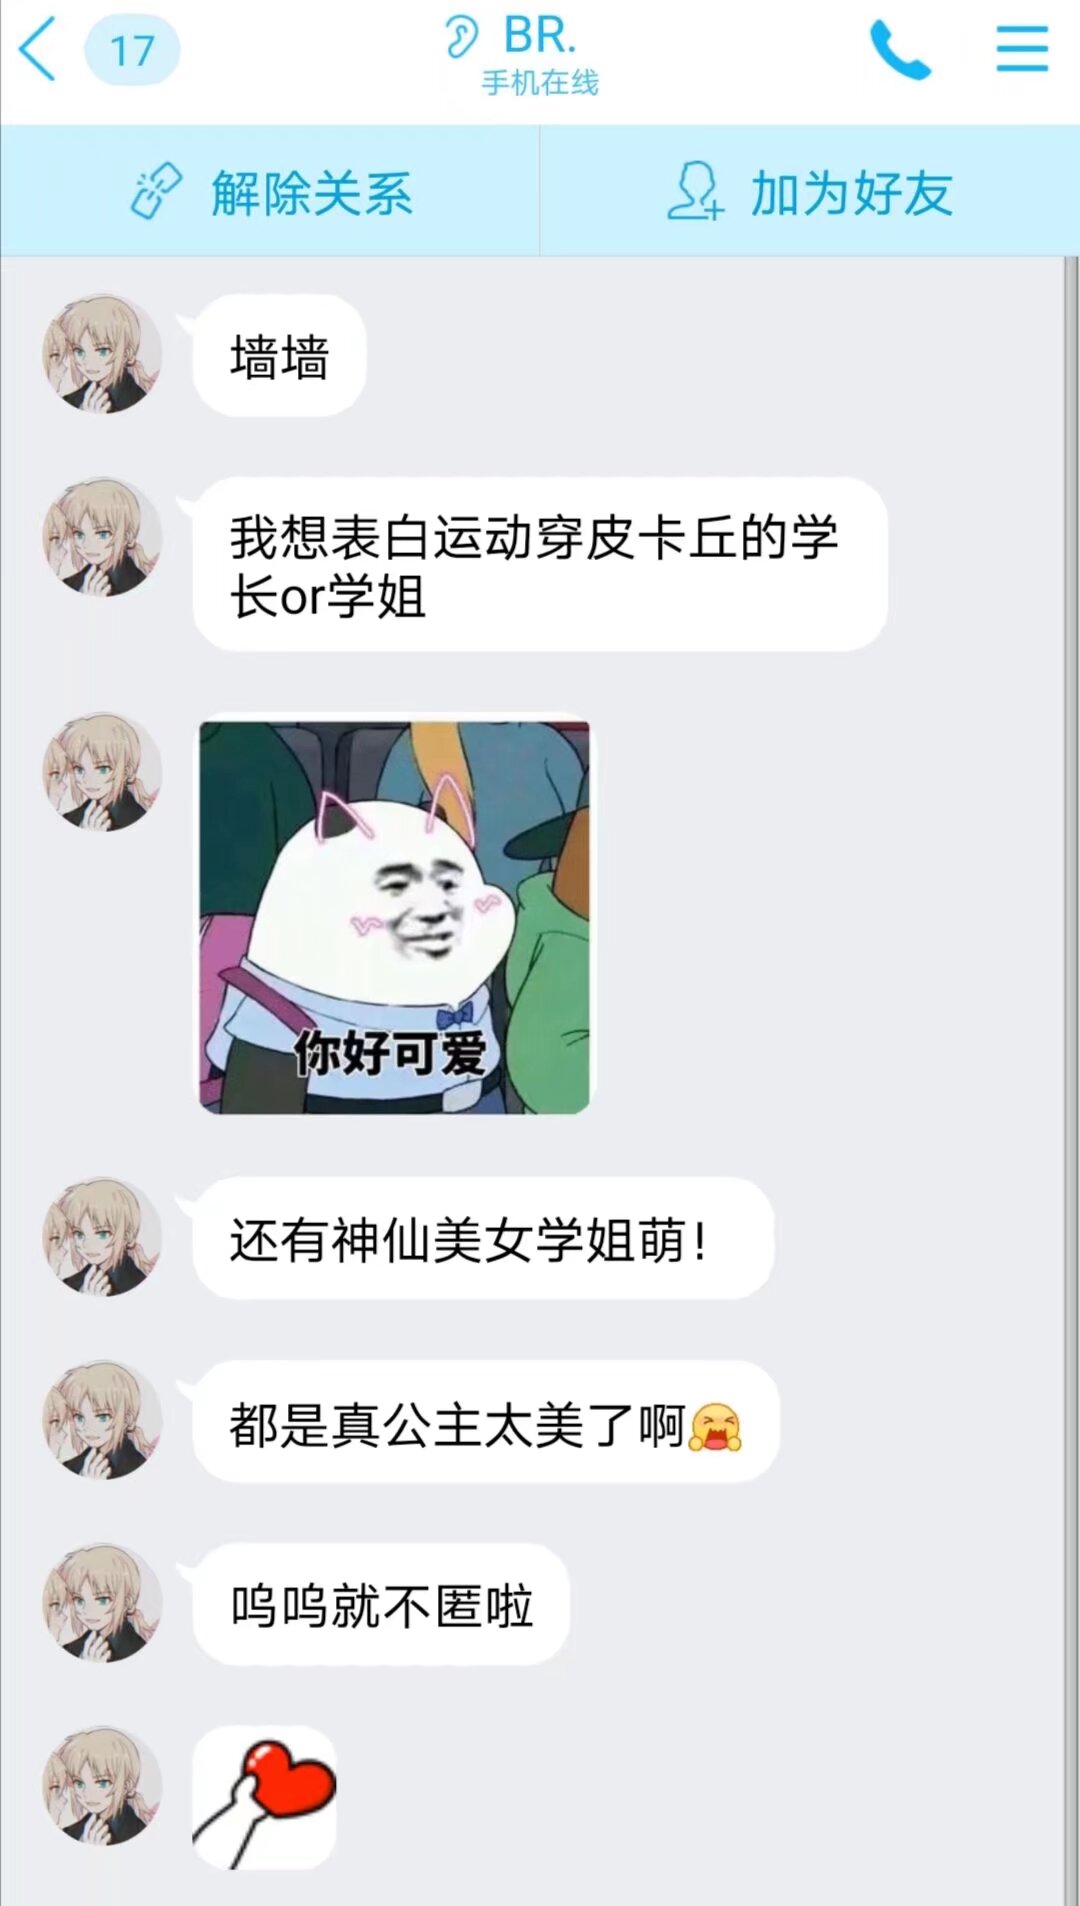 17
BR.
手机在线
解除关系
加为好友
墙墙
我想表白运动穿皮卡丘的学
长or学姐
你好可爱
还有神仙美女学姐萌！
都是真公主太美了啊
呜呜就不匿啦